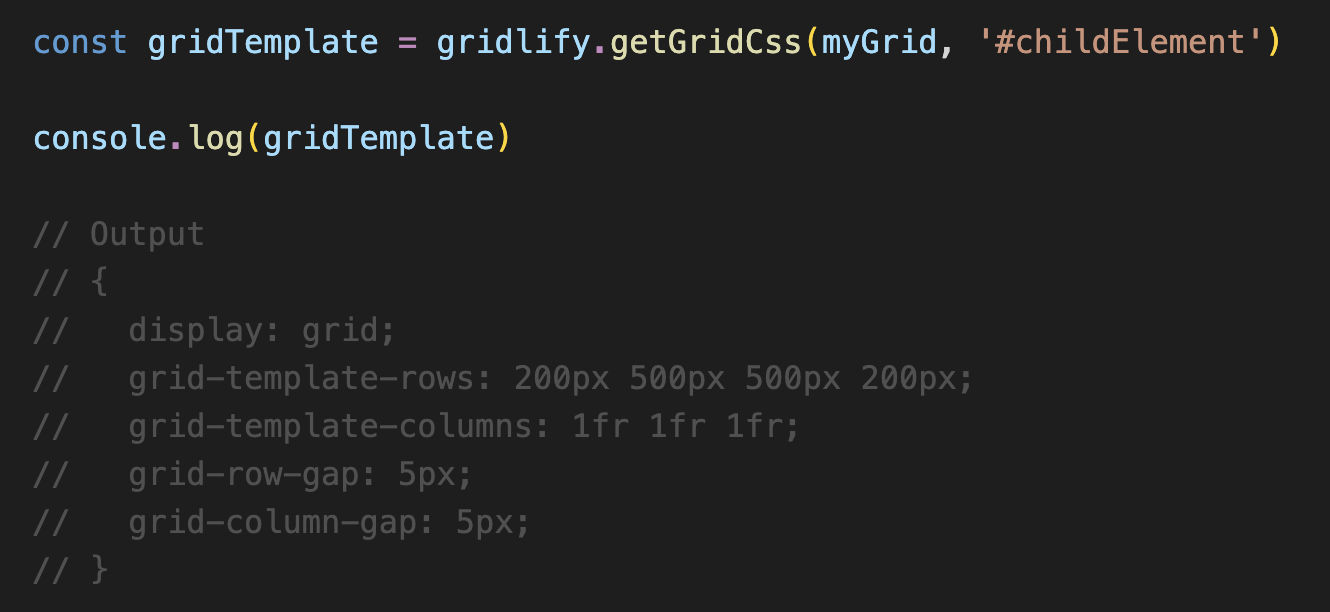 const gridTemplate = gridlify.getGridCss(myGrid, '#childElement')
console.log(gridTemplate)
// Output
// {
//   display: grid;
//   grid-template-rows: 200px 500px 500px 200px;
//   grid-template-columns: 1fr 1fr 1fr;
//   grid-row-gap: 5px;
//   grid-column-gap: 5px;
// }